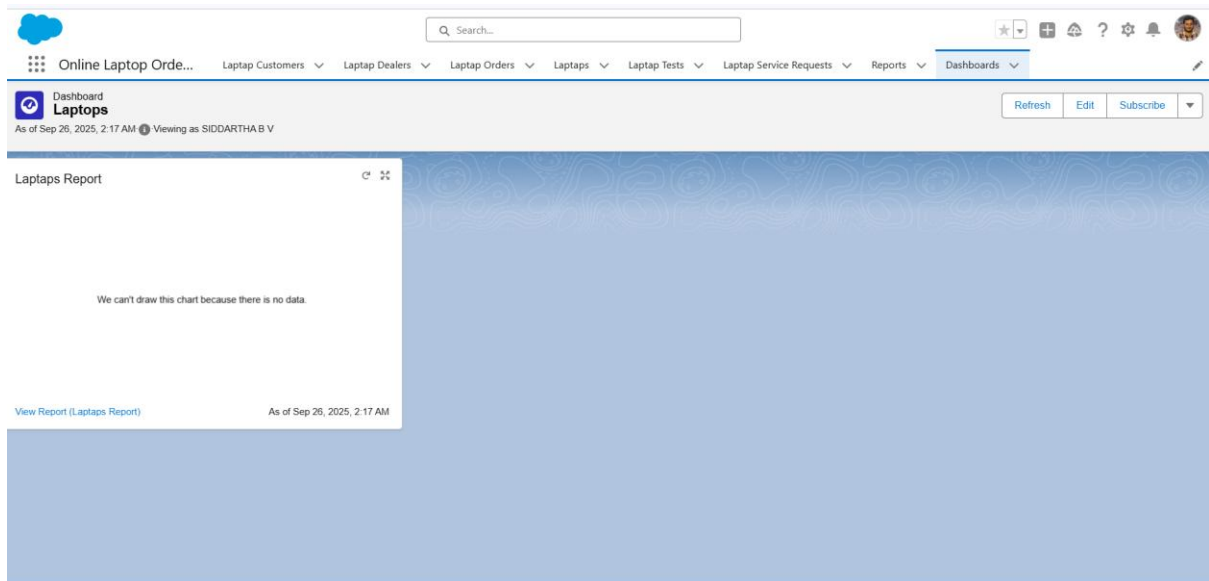 Search...
Online Laptop Orde... Laptap Customers Laptap Dealers Laptap Orders Laptaps Laptap Tests Laptap Service Requests Reports Dashboards
Dashboard
Laptops
As of Sep 26, 2025, 2:17 AM Viewing as SIDDARTHA B V
Refresh Edit Subscribe
Laptaps Report
We can't draw this chart because there is no data.
View Report (Laptaps Report) As of Sep 26, 2025, 2:17 AM